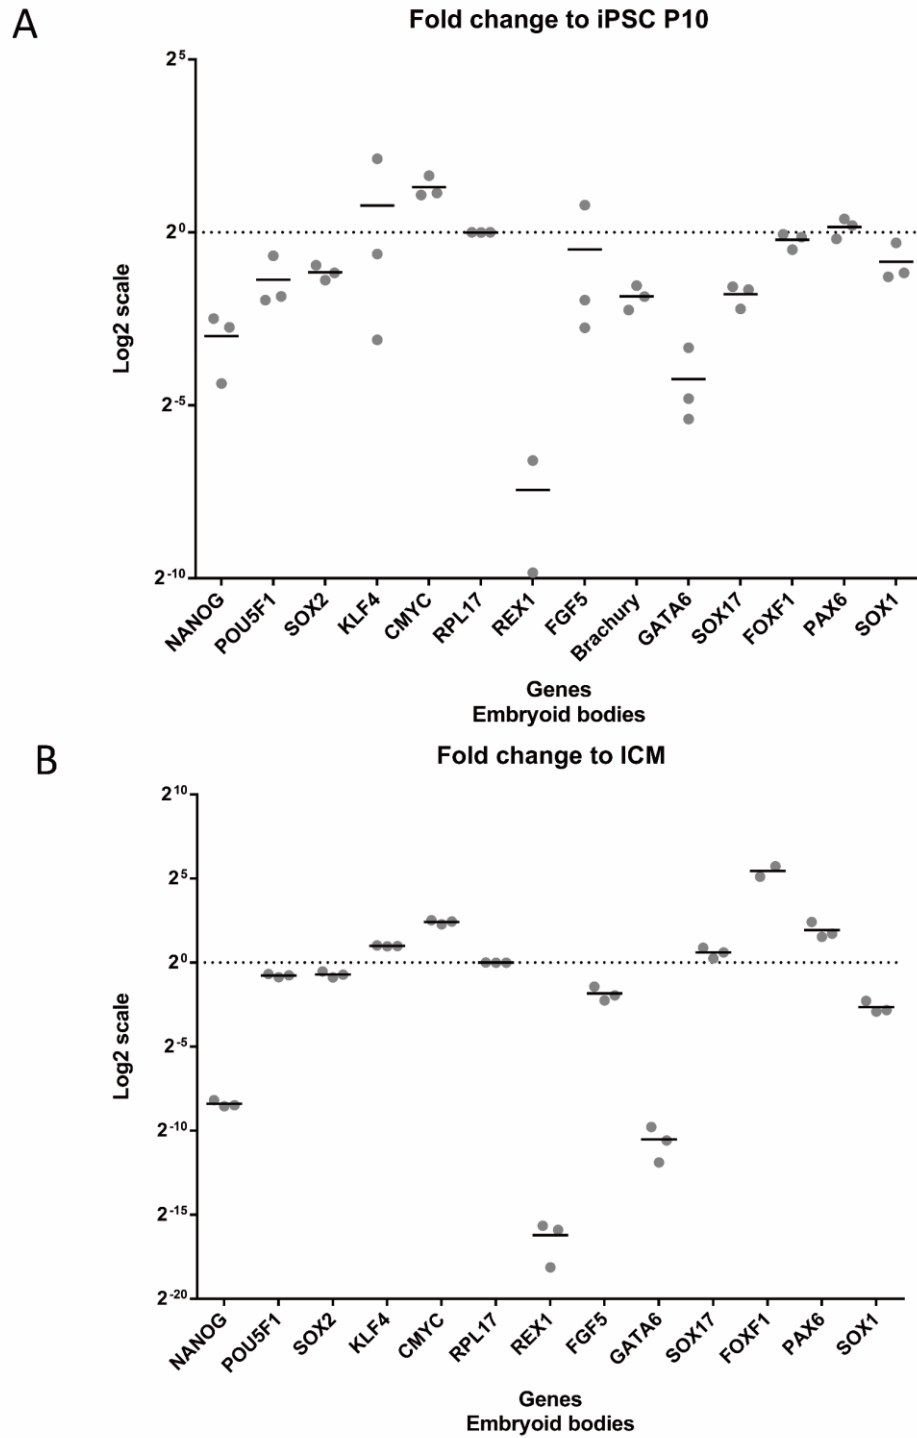 A
Fold change to iPSC P10
Log2 scale
2^5
2^0
2^-5
2^-10
NANOG
POU5F1
SOX2
KLF4
CMYC
RPL17
REX1
FGF5
Brachury
GATA6
SOX17
FOXF1
PAX6
SOX1
Genes
Embryoid bodies
B
Fold change to ICM
Log2 scale
2^10
2^5
2^0
2^-5
2^-10
2^-15
2^-20
NANOG
POU5F1
SOX2
KLF4
CMYC
RPL17
REX1
FGF5
GATA6
SOX17
FOXF1
PAX6
SOX1
Genes
Embryoid bodies